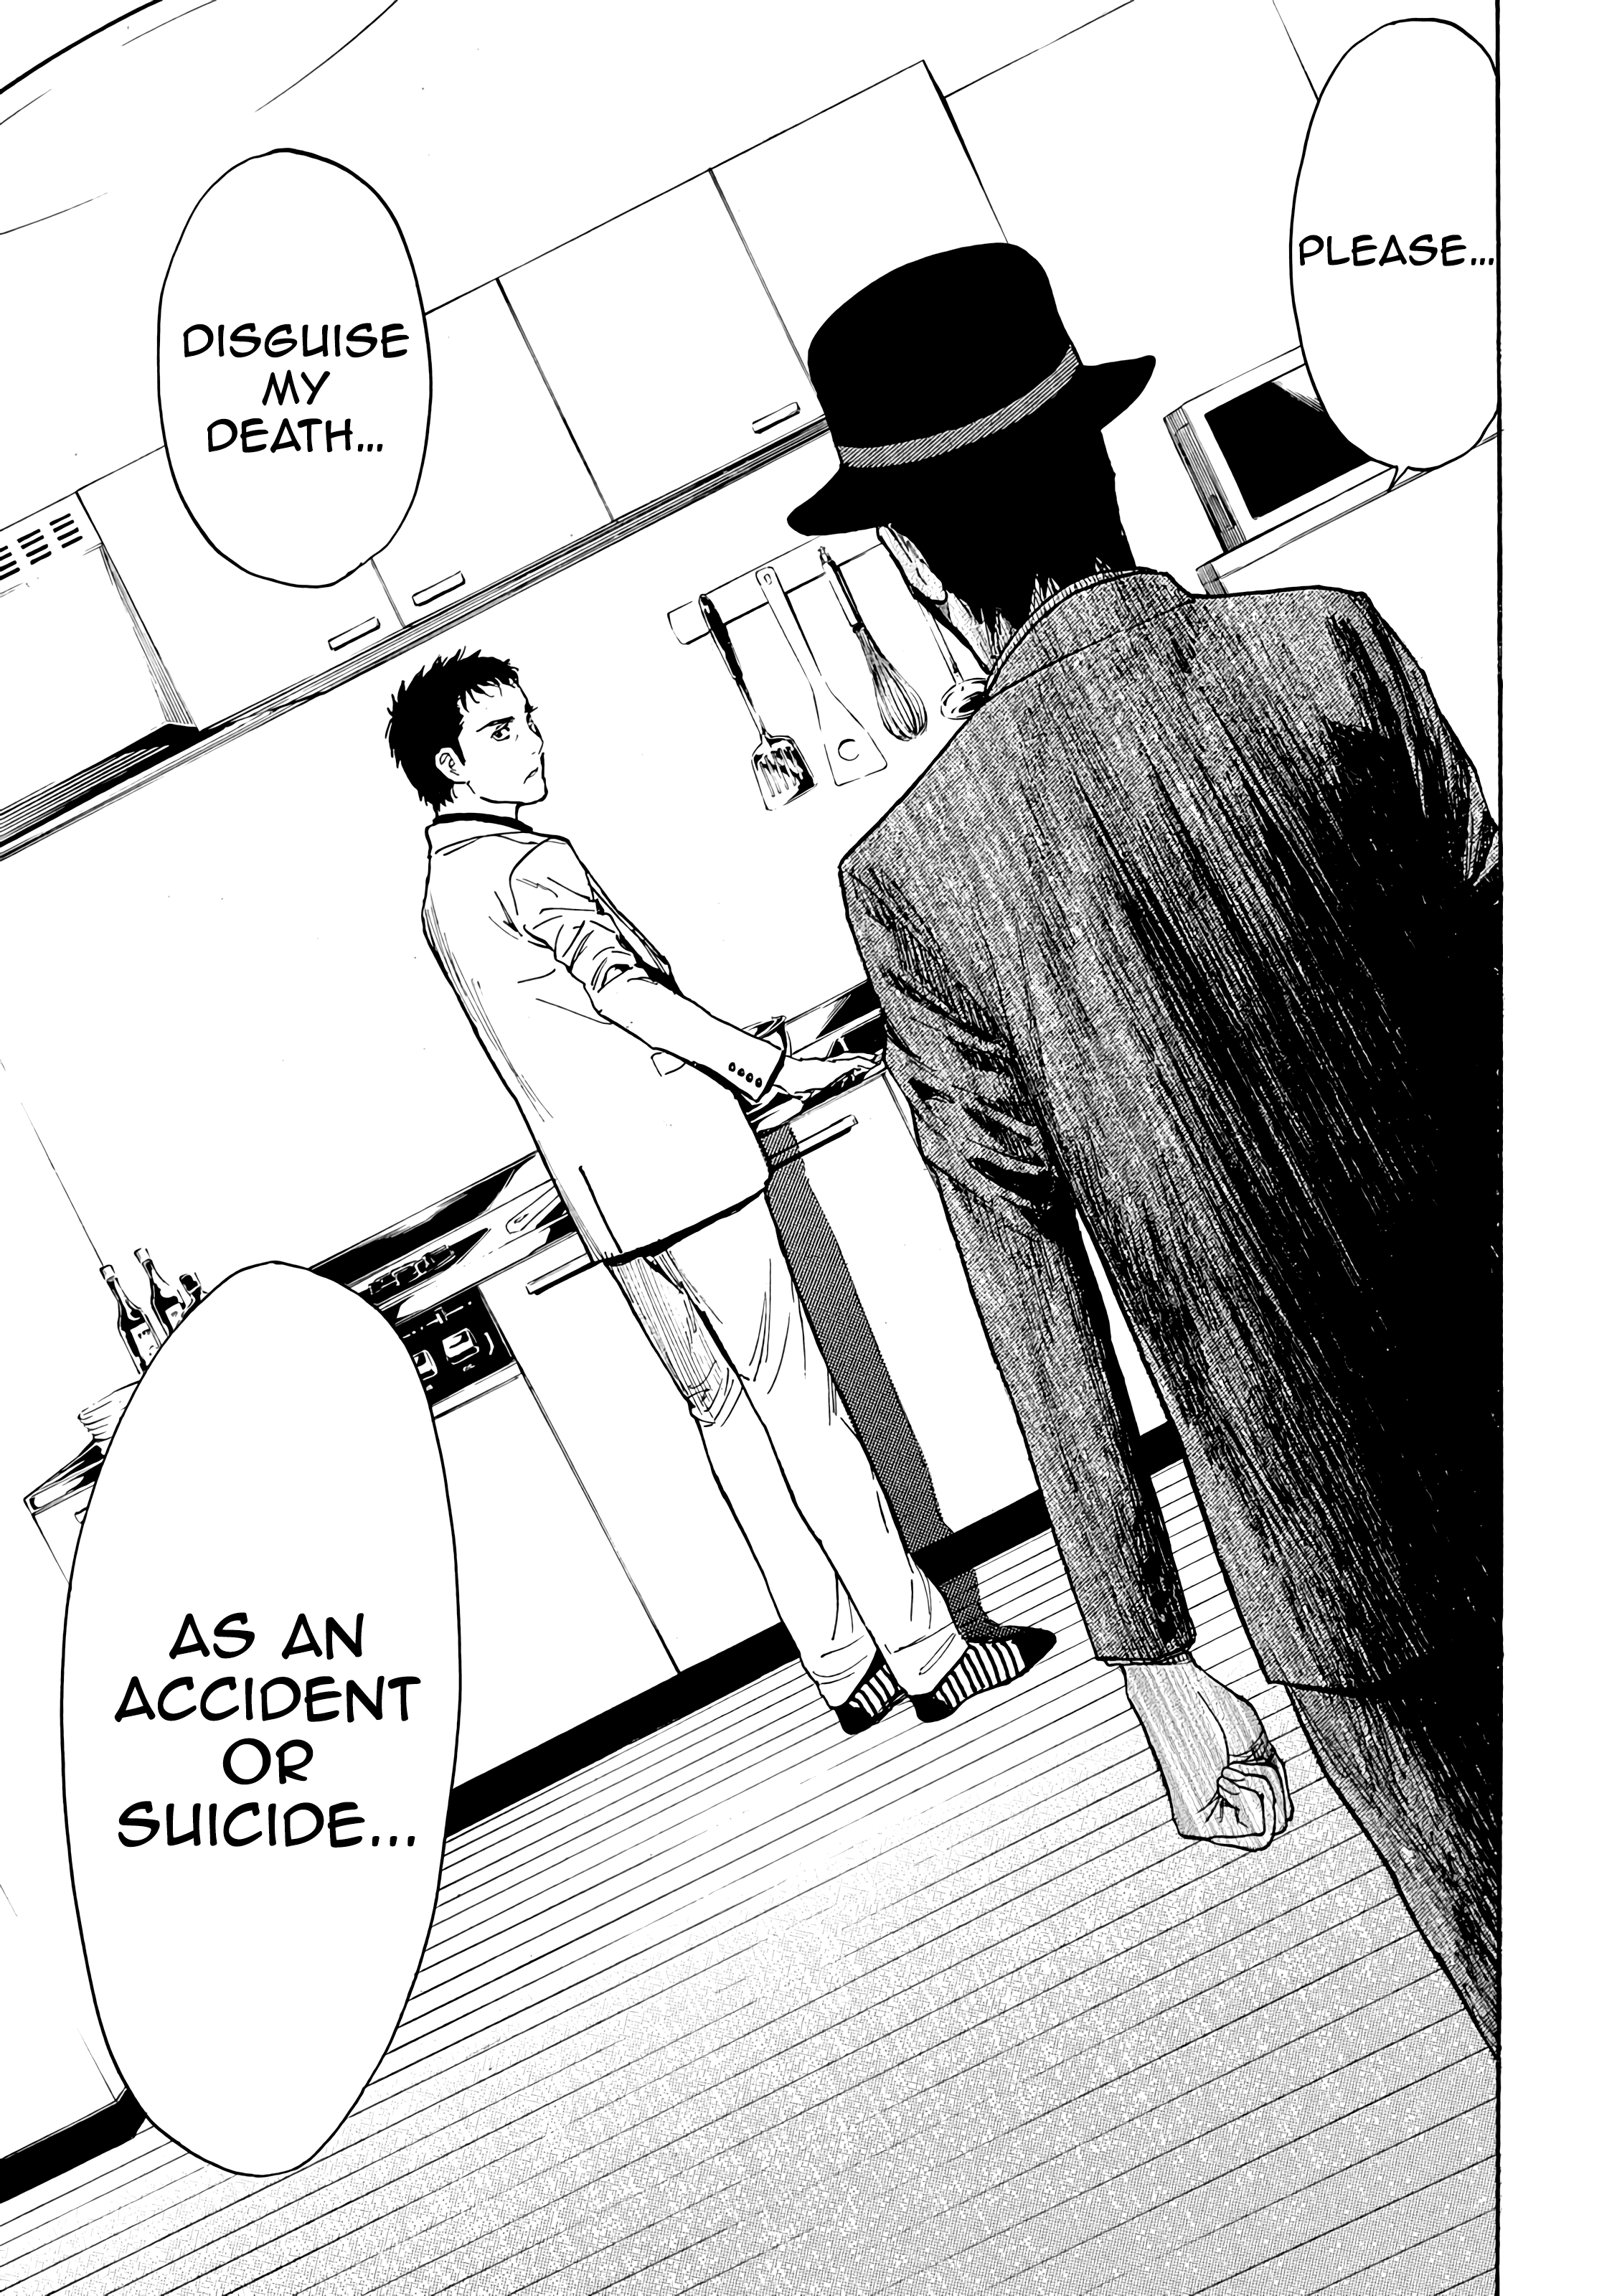 PLEASE...
DISGUISE
MY
DEATH...
AS AN
ACCIDENT
OR
SUICIDE...